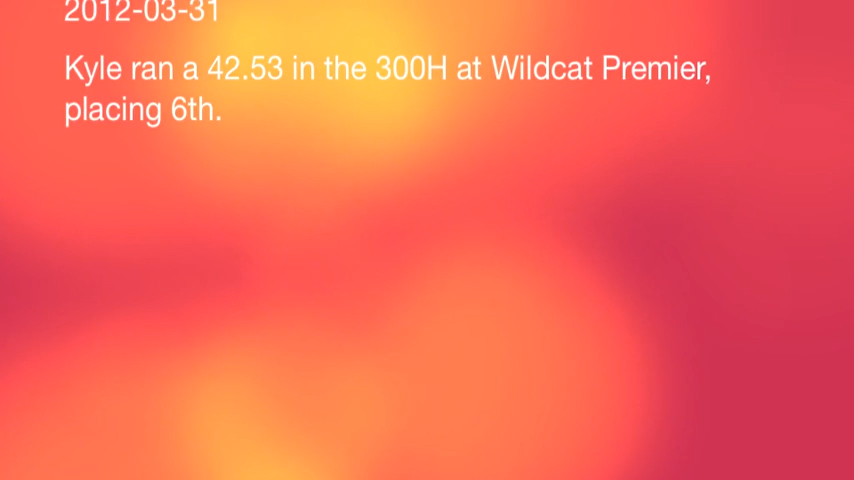 2012-03-31
Kyle ran a 42.53 in the 300H at Wildcat Premier,
placing 6th.